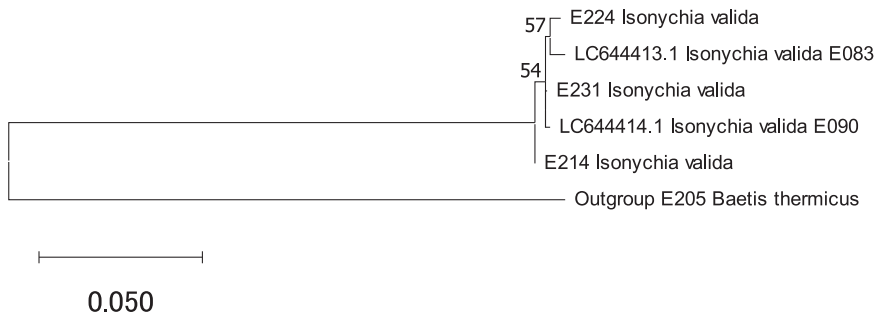 E224 Isonychia valida
57
LC644413.1 Isonychia valida E083
54
E231 Isonychia valida
LC644414.1 Isonychia valida E090
E214 Isonychia valida
Outgroup E205 Baetis thermicus
0.050